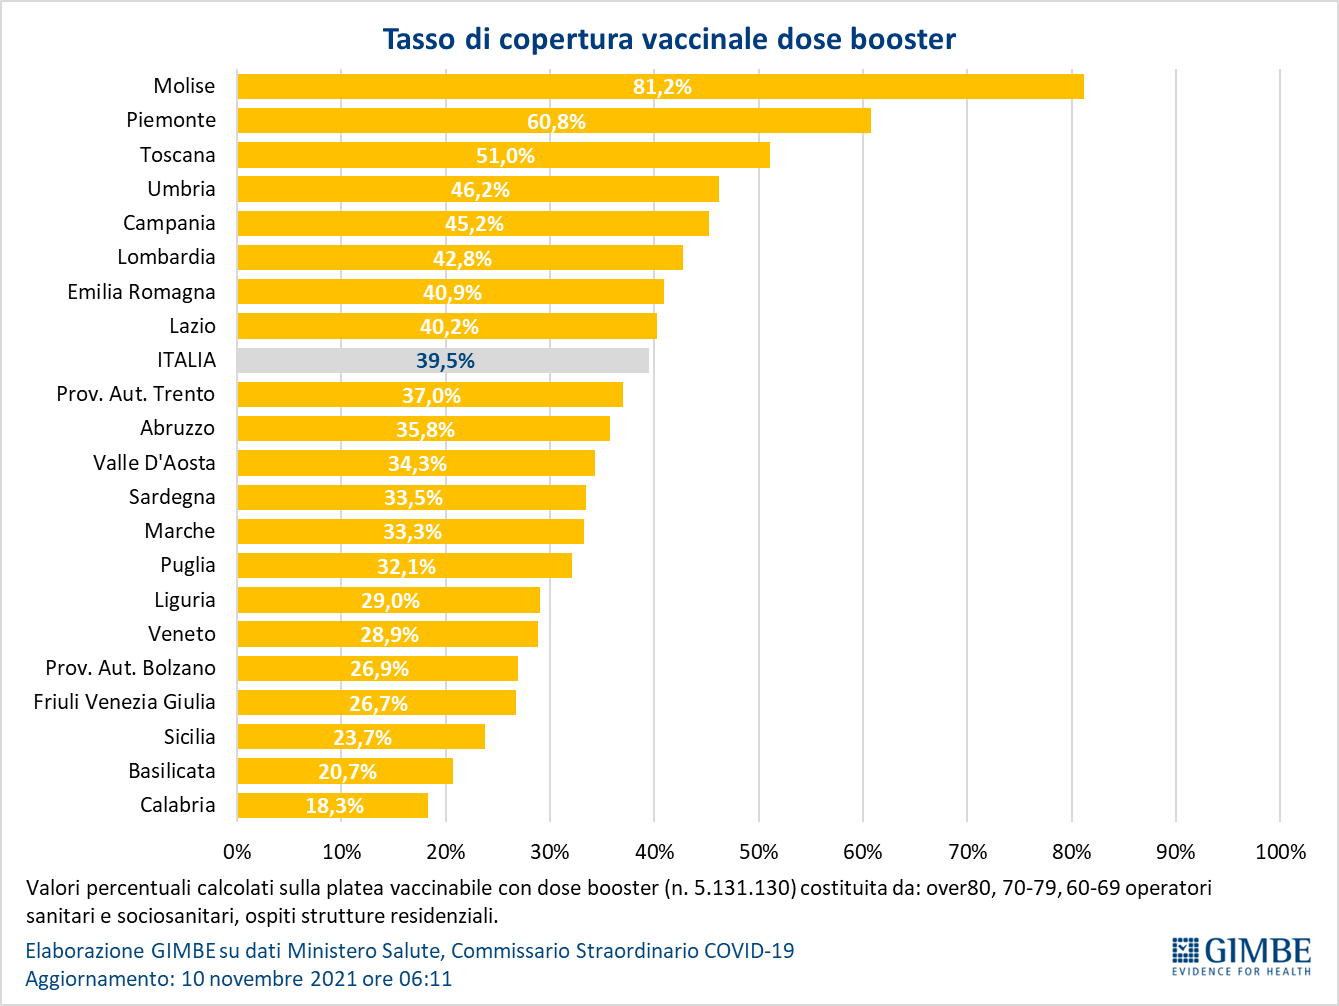 Tasso di copertura vaccinale dose booster
Molise 81,2%
Piemonte 60,8%
Toscana 51,0%
Umbria 46,2%
Campania 45,2%
Lombardia 42,8%
Emilia Romagna 40,9%
Lazio 40,2%
ITALIA 39,5%
Prov. Aut. Trento 37,0%
Abruzzo 35,8%
Valle D'Aosta 34,3%
Sardegna 33,5%
Marche 33,3%
Puglia 32,1%
Liguria 29,0%
Veneto 28,9%
Prov. Aut. Bolzano 26,9%
Friuli Venezia Giulia 26,7%
Sicilia 23,7%
Basilicata 20,7%
Calabria 18,3%
0% 10% 20% 30% 40% 50% 60% 70% 80% 90% 100%
Valori percentuali calcolati sulla platea vaccinabile con dose booster (n. 5.131.130) costituita da: over80, 70-79, 60-69 operatori
sanitari e sociosanitari, ospiti strutture residenziali.
Elaborazione GIMBE su dati Ministero Salute, Commissario Straordinario COVID-19
Aggiornamento: 10 novembre 2021 ore 06:11
GIMBE
EVIDENCE FOR HEALTH